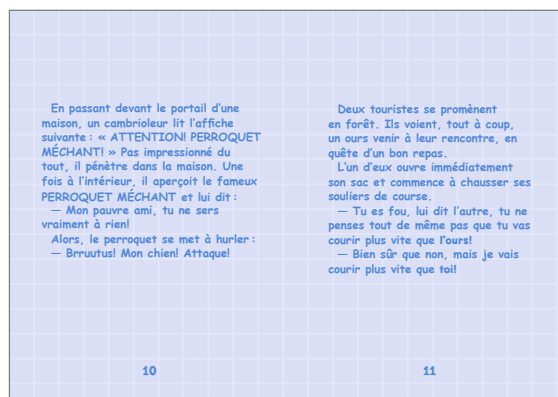 En passant devant le portail d'une
maison, un cambrioleur lit l'affiche
suivante : « ATTENTION! PERROQUET
MÉCHANT! » Pas impressionné du
tout, il pénètre dans la maison. Une
fois à l'intérieur, il aperçoit le fameux
PERROQUET MÉCHANT et lui dit :
— Mon pauvre ami, tu ne sers
vraiment à rien!
Alors, le perroquet se met à hurler :
— Brruutus! Mon chien! Attaque!
10
Deux touristes se promènent
en forêt. Ils voient, tout à coup,
un ours venir à leur rencontre, en
quête d'un bon repas.
L'un d'eux ouvre immédiatement
son sac et commence à chausser ses
souliers de course.
— Tu es fou, lui dit l'autre, tu ne
penses tout de même pas que tu vas
courir plus vite que l'ours!
— Bien sûr que non, mais je vais
courir plus vite que toi!
11